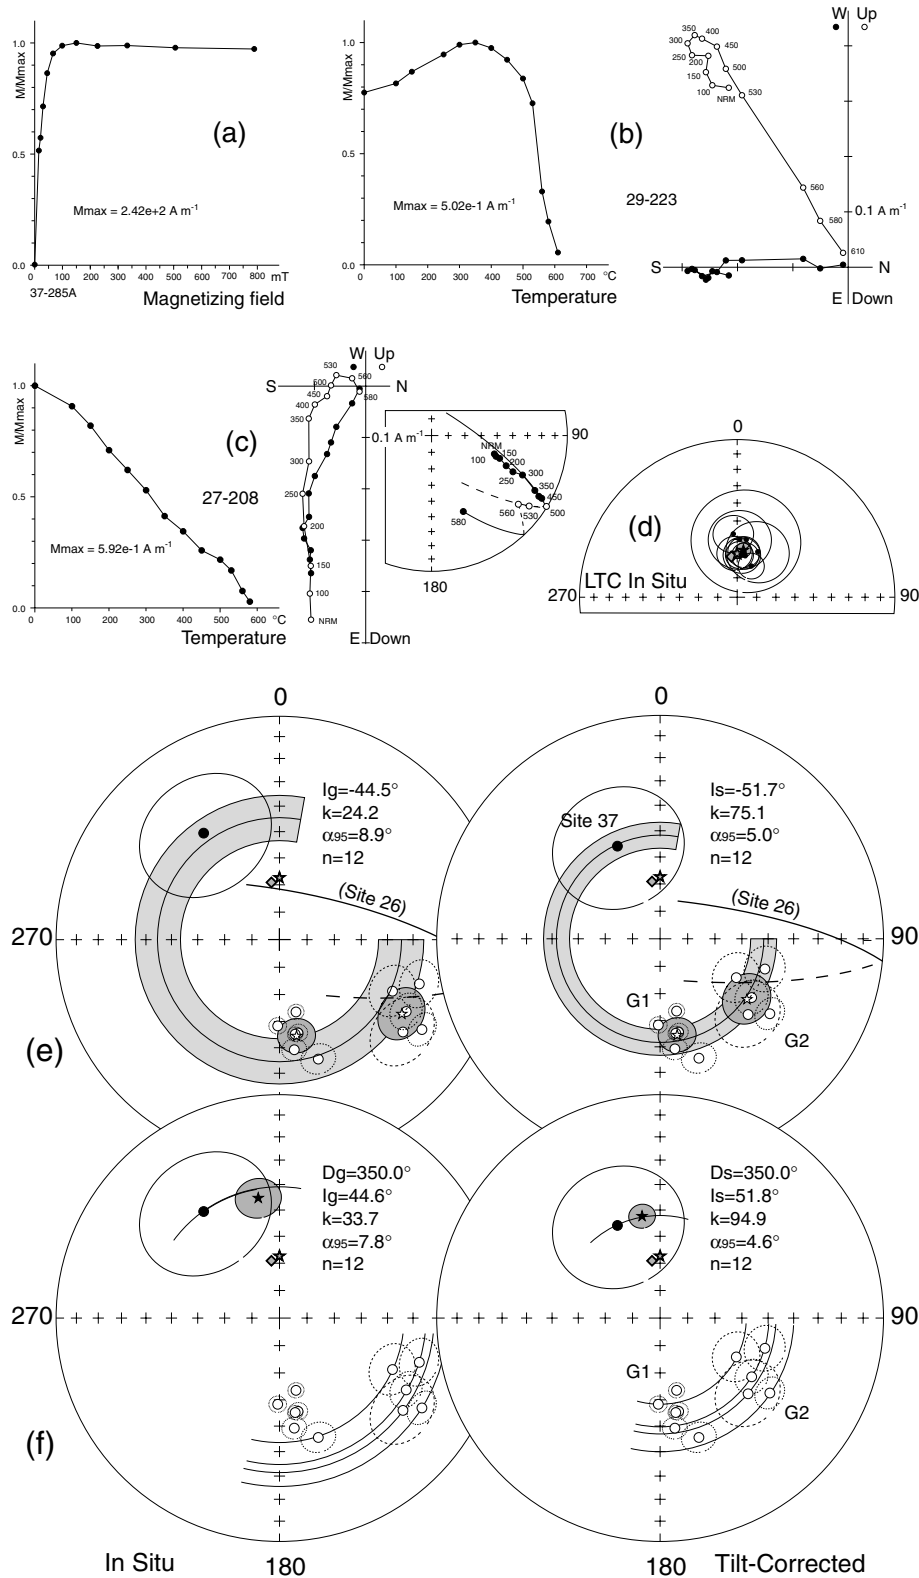 M/Mmax
1.0
0.5
0.0
(a)
Mmax = 2.42e+2 A m-1
100 200 300 400 500 600 700 800 mT
37-285A
Magnetizing field
M/Mmax
1.0
0.5
0.0
Mmax = 5.02e-1 A m-1
100 200 300 400 500 600 700 °C
Temperature
(b)
29-223
W Up
350
400
300
450
250
200
500
150
100
NRM
530
560
0.1 A m-1
580
610
S
N
E Down
M/Mmax
1.0
0.5
0.0
(c)
27-208
Mmax = 5.92e-1 A m-1
100 200 300 400 500 600 °C
Temperature
W Up
530
560
S
500
N
450
580
400
350
0.1 A m-1
300
250
200
150
100
NRM
E Down
90
NRM
150
100
200
250
300
350
450
560
530
500
580
180
0
(d)
LTC In Situ
270
90
0
Ig=-44.5°
k=24.2
α95=8.9°
n=12
(Site 26)
270
(e)
0
Is=-51.7°
k=75.1
α95=5.0°
n=12
Site 37
(Site 26)
90
G1
G2
Dg=350.0°
Ig=44.6°
k=33.7
α95=7.8°
n=12
270
(f)
In Situ
180
Ds=350.0°
Is=51.8°
k=94.9
α95=4.6°
n=12
90
G1
G2
180
Tilt-Corrected